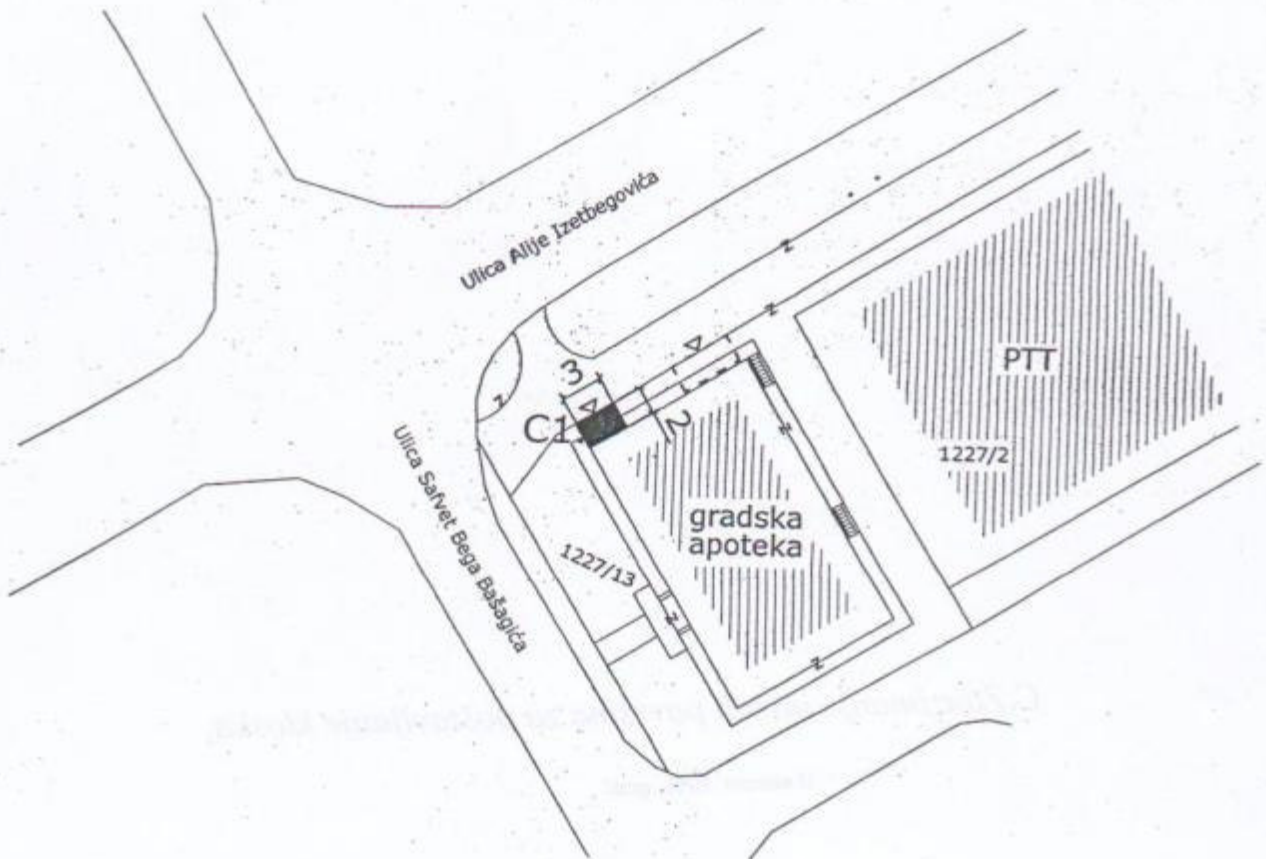 Ulica Alije Izetbegovića
PTT
3
C1
2
1227/2
Ulica Safvet Bega Bašagića
gradska
apoteka
1227/13